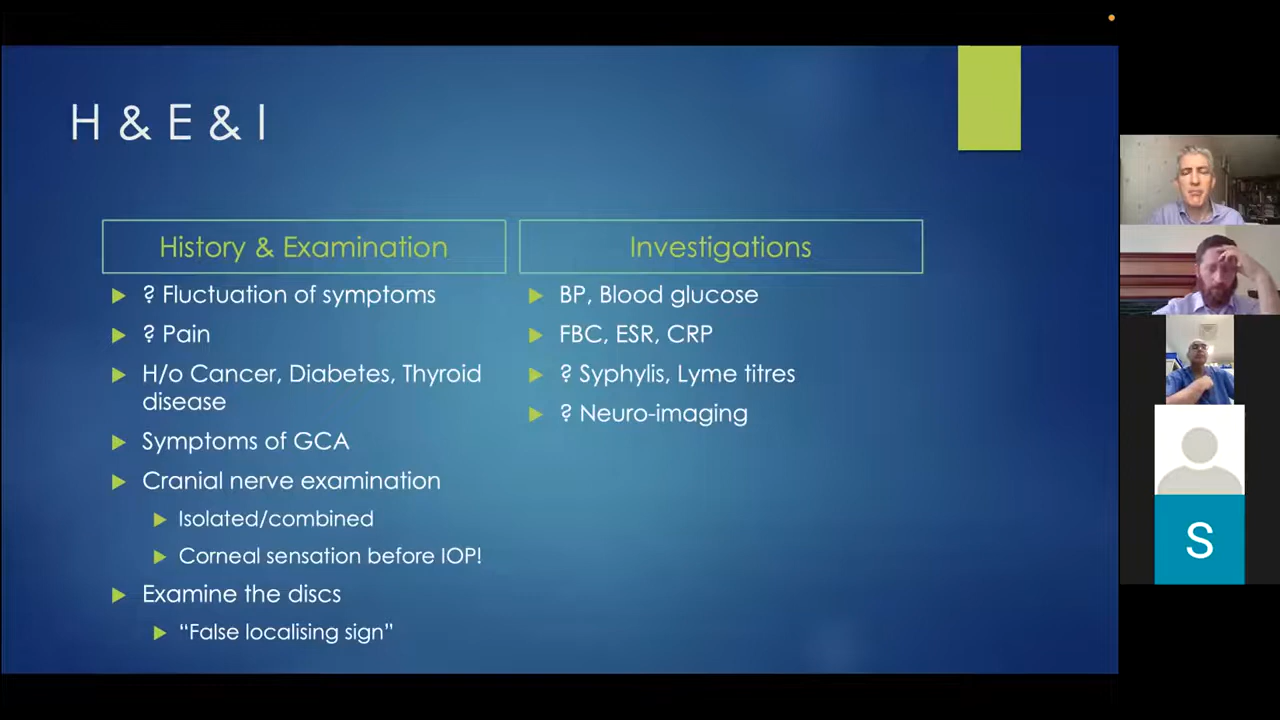 H & E & I
History & Examination
? Fluctuation of symptoms
? Pain
H/o Cancer, Diabetes, Thyroid
disease
Symptoms of GCA
Cranial nerve examination
Isolated/combined
Corneal sensation before IOP!
Examine the discs
“False localising sign”
Investigations
BP, Blood glucose
FBC, ESR, CRP
? Syphylis, Lyme titres
? Neuro-imaging
S